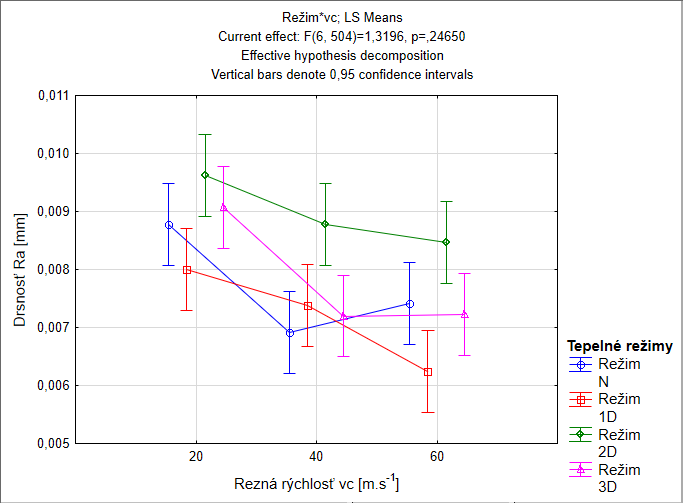 Režim*vc; LS Means
Current effect: F(6, 504)=1,3196, p=,24650
Effective hypothesis decomposition
Vertical bars denote 0,95 confidence intervals
0,011
0,010
0,009
0,008
0,007
0,006
0,005
Drsnosť Ra [mm]
20
40
60
Rezná rýchlosť vc [m.s⁻¹]
Tepelné režimy
Režim
N
Režim
1D
Režim
2D
Režim
3D